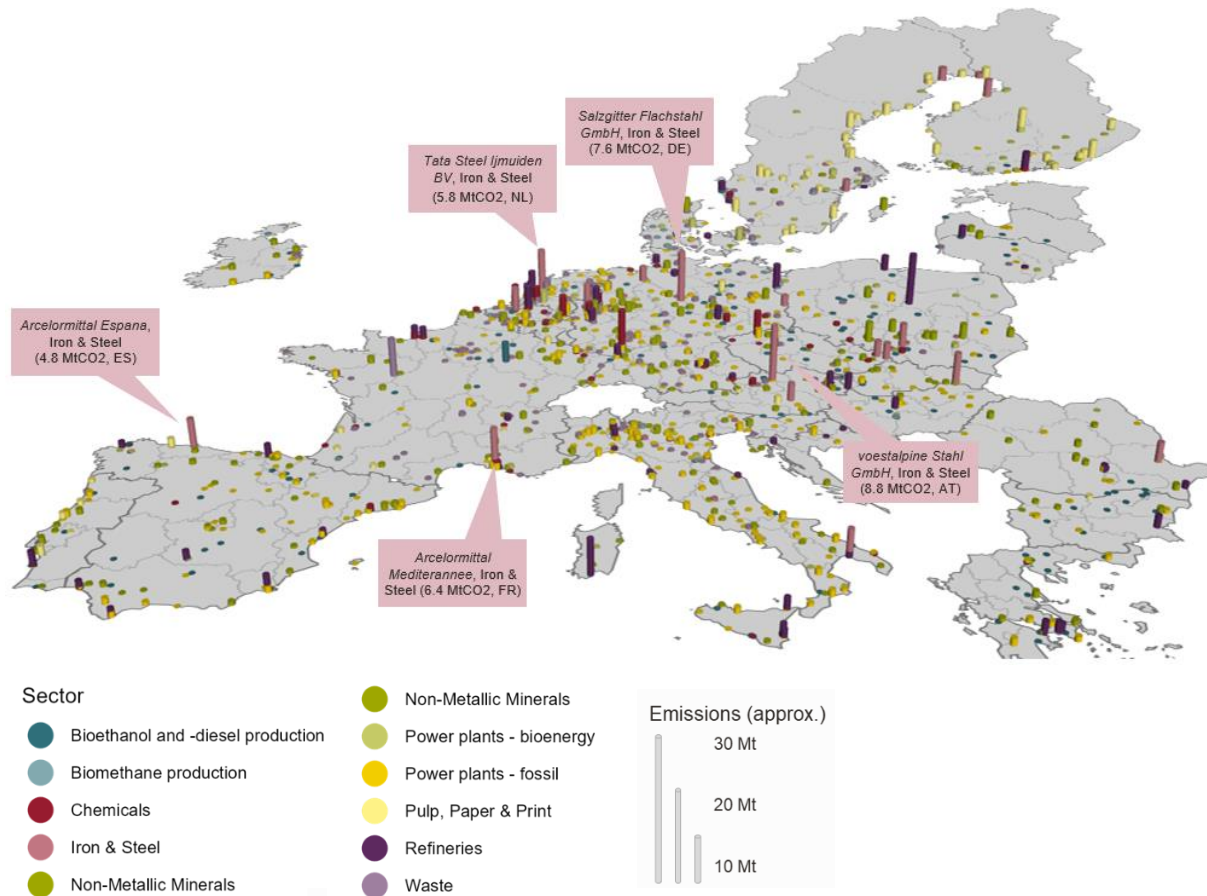 Salzgitter Flachstahl
GmbH, Iron & Steel
(7.6 MtCO2, DE)
Tata Steel Ijmuiden
BV, Iron & Steel
(5.8 MtCO2, NL)
Arcelormittal Espana,
Iron & Steel
(4.8 MtCO2, ES)
voestalpine Stahl
GmbH, Iron & Steel
(8.8 MtCO2, AT)
Arcelormittal
Mediterannee, Iron &
Steel (6.4 MtCO2, FR)
Sector
Bioethanol and -diesel production
Biomethane production
Chemicals
Iron & Steel
Non-Metallic Minerals
Non-Metallic Minerals
Power plants - bioenergy
Power plants - fossil
Pulp, Paper & Print
Refineries
Waste
Emissions (approx.)
30 Mt
20 Mt
10 Mt